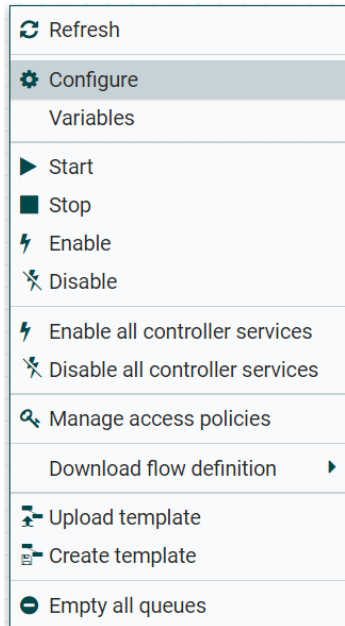 Refresh
Configure
Variables
Start
Stop
Enable
Disable
Enable all controller services
Disable all controller services
Manage access policies
Download flow definition
Upload template
Create template
Empty all queues